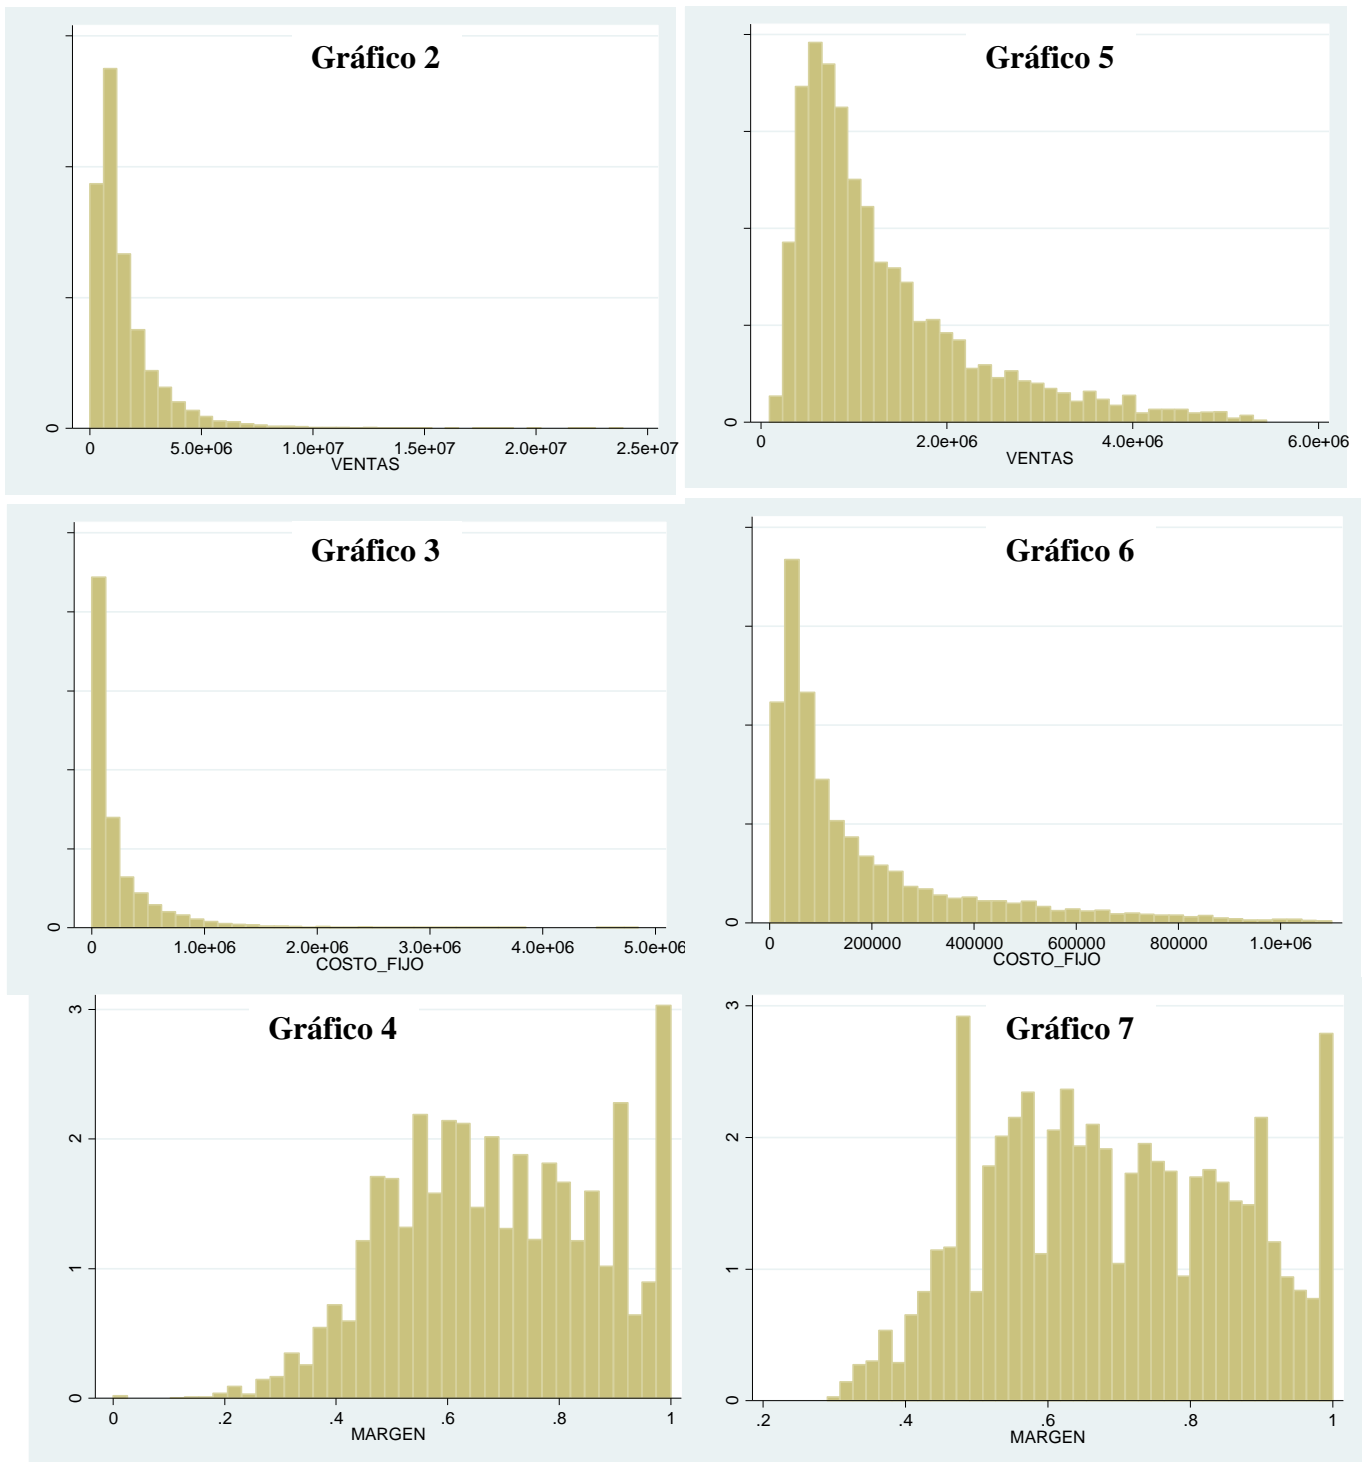 Gráfico 2
0
0
5.0e+06
1.0e+07
1.5e+07
2.0e+07
2.5e+07
VENTAS
Gráfico 5
0
0
2.0e+06
4.0e+06
6.0e+06
VENTAS
Gráfico 3
0
0
1.0e+06
2.0e+06
3.0e+06
4.0e+06
5.0e+06
COSTO_FIJO
Gráfico 6
0
0
200000
400000
600000
800000
1.0e+06
COSTO_FIJO
Gráfico 4
3
2
1
0
0
.2
.4
.6
.8
1
MARGEN
Gráfico 7
3
2
1
0
.2
.4
.6
.8
1
MARGEN